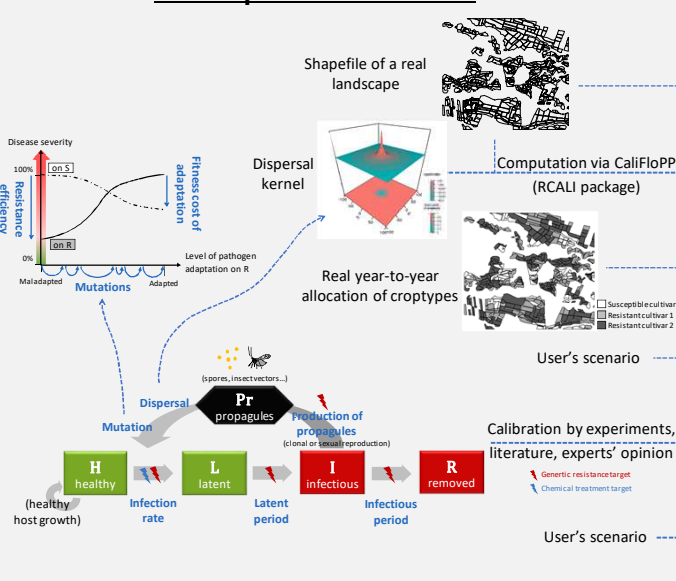 Shapefile of a real
landscape
Disease severity
100%
on S
Fitness cost of
adaptation
Resistance
efficiency
on R
0%
Level of pathogen
adaptation on R
Maladapted
Adapted
Mutations
Dispersal
kernel
Computation via CaliFloPP
(RCALI package)
Real year-to-year
allocation of croptypes
Susceptible cultivar
Resistant cultivar 1
Resistant cultivar 2
User's scenario
(spores, insect vectors...)
Dispersal
Pr
propagules
Production of
propagules
(clonal or sexual reproduction)
Mutation
Calibration by experiments,
literature, experts' opinion
H
healthy
L
latent
I
infectious
R
removed
Genertic resistance target
Chemical treatment target
(healthy
host growth)
Infection
rate
Latent
period
Infectious
period
User's scenario